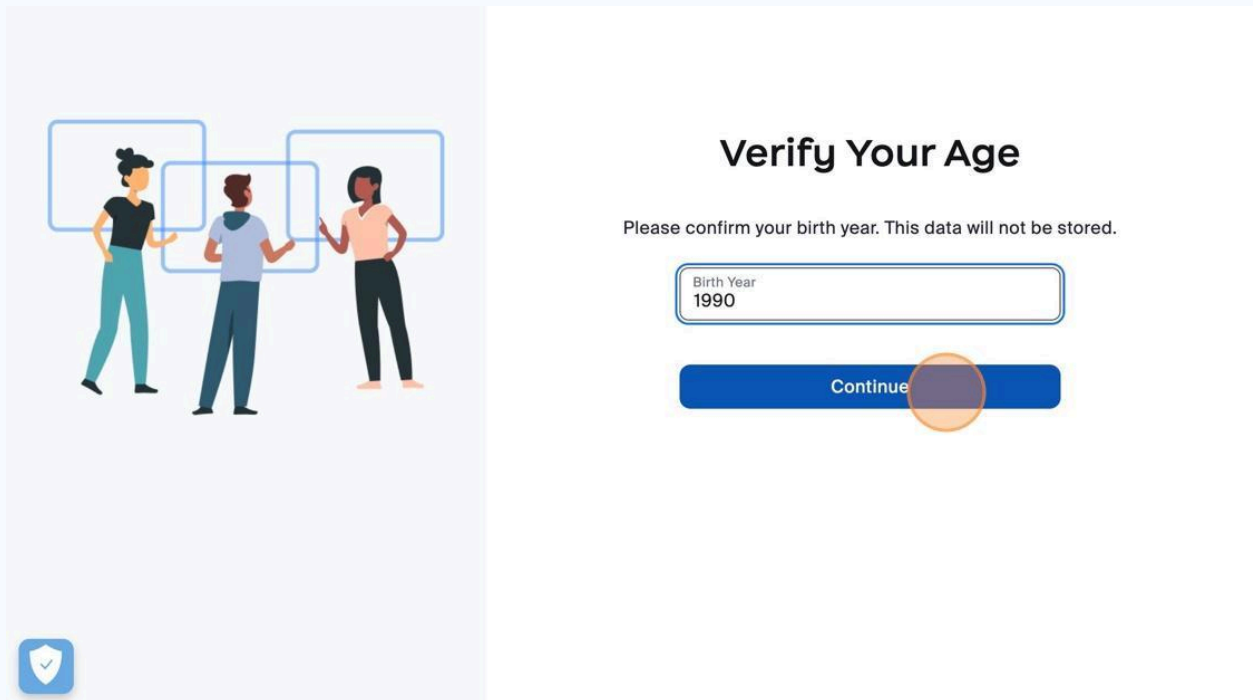 Verify Your Age
Please confirm your birth year. This data will not be stored.
Birth Year
1990
Continue